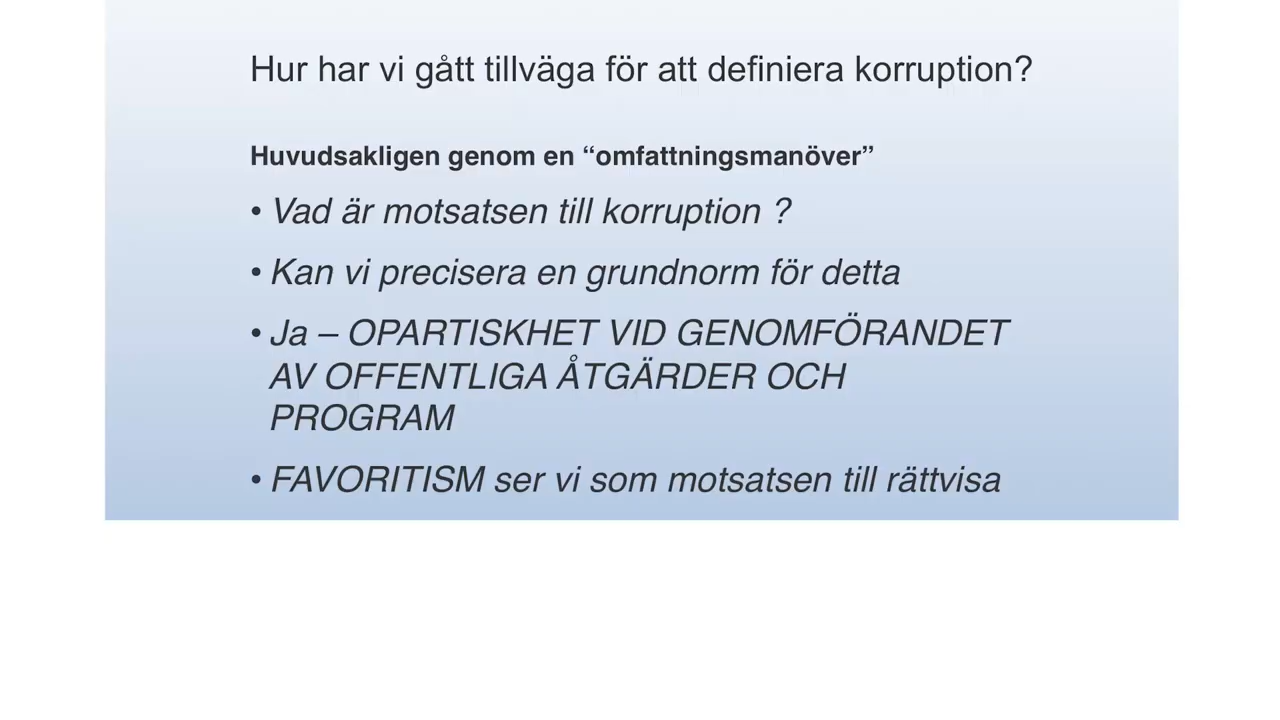 Hur har vi gått tillväga för att definiera korruption?
Huvudsakligen genom en “omfattningsmanöver”
• Vad är motsatsen till korruption ?
• Kan vi precisera en grundnorm för detta
• Ja – OPARTISKHET VID GENOMFÖRANDET
AV OFFENTLIGA ÅTGÄRDER OCH
PROGRAM
• FAVORITISM ser vi som motsatsen till rättvisa